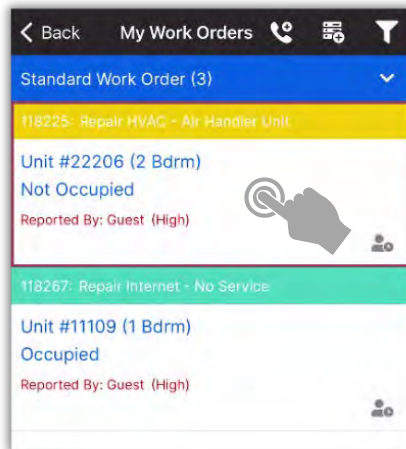 Back My Work Orders
Standard Work Order (3)
118225: Repair HVAC - Air Handler Unit
Unit #22206 (2 Bdrm)
Not Occupied
Reported By: Guest (High)
118267: Repair Internet - No Service
Unit #11109 (1 Bdrm)
Occupied
Reported By: Guest (High)